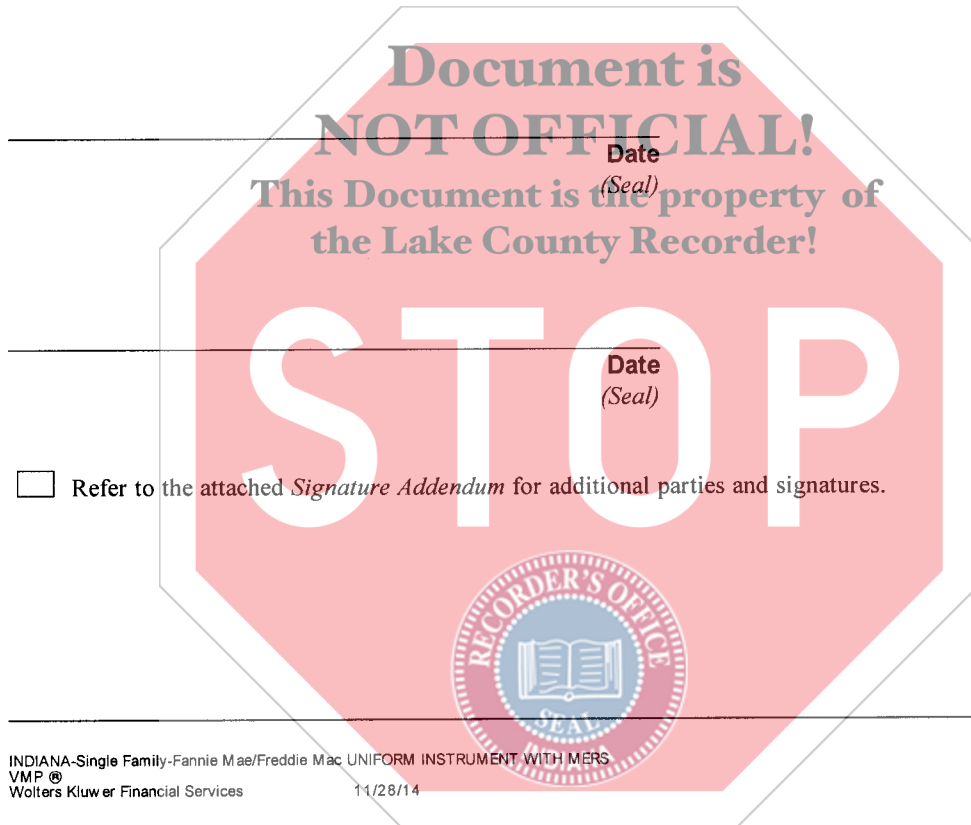 Document is
NOT OFFICIAL!
Date
(Seal)
This Document is the property of
the Lake County Recorder!
STOP
Date
(Seal)
Refer to the attached Signature Addendum for additional parties and signatures.
RECORDER'S OFFICE
SEAL
INDIANA
INDIANA-Single Family-Fannie Mae/Freddie Mac UNIFORM INSTRUMENT WITH MERS
VMP ®
Wolters Kluwer Financial Services 11/28/14